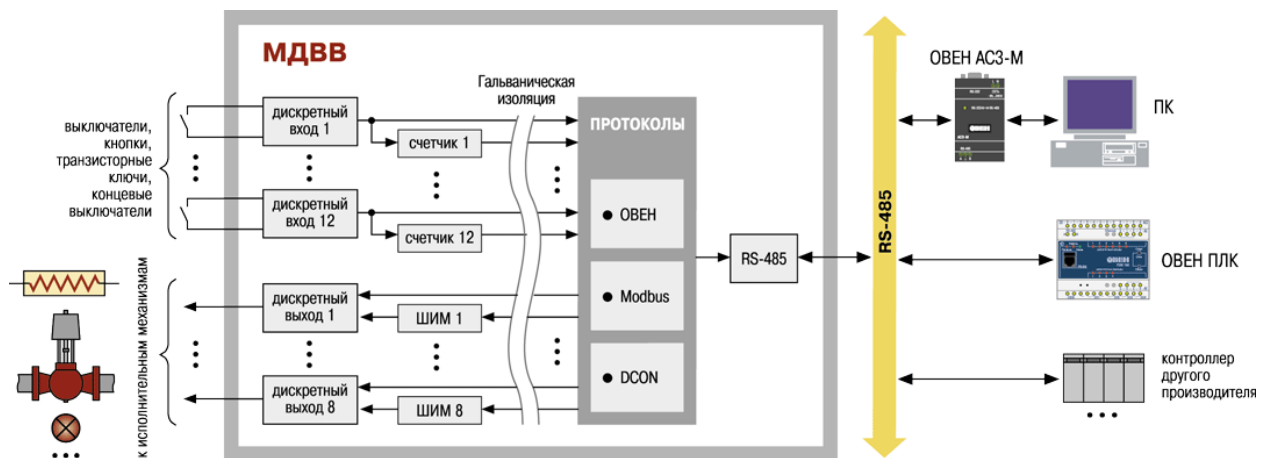 МДВВ
Гальваническая
изоляция
выключатели,
кнопки,
транзисторные
ключи,
концевые
выключатели
дискретный
вход 1
счетчик 1
дискретный
вход 12
счетчик 12
к исполнительным механизмам
дискретный
выход 1
ШИМ 1
дискретный
выход 8
ШИМ 8
ПРОТОКОЛЫ
● ОВЕН
● Modbus
● DCON
RS-485
RS-485
ОВЕН АС3-М
ПК
ОВЕН ПЛК
контроллер
другого
производителя